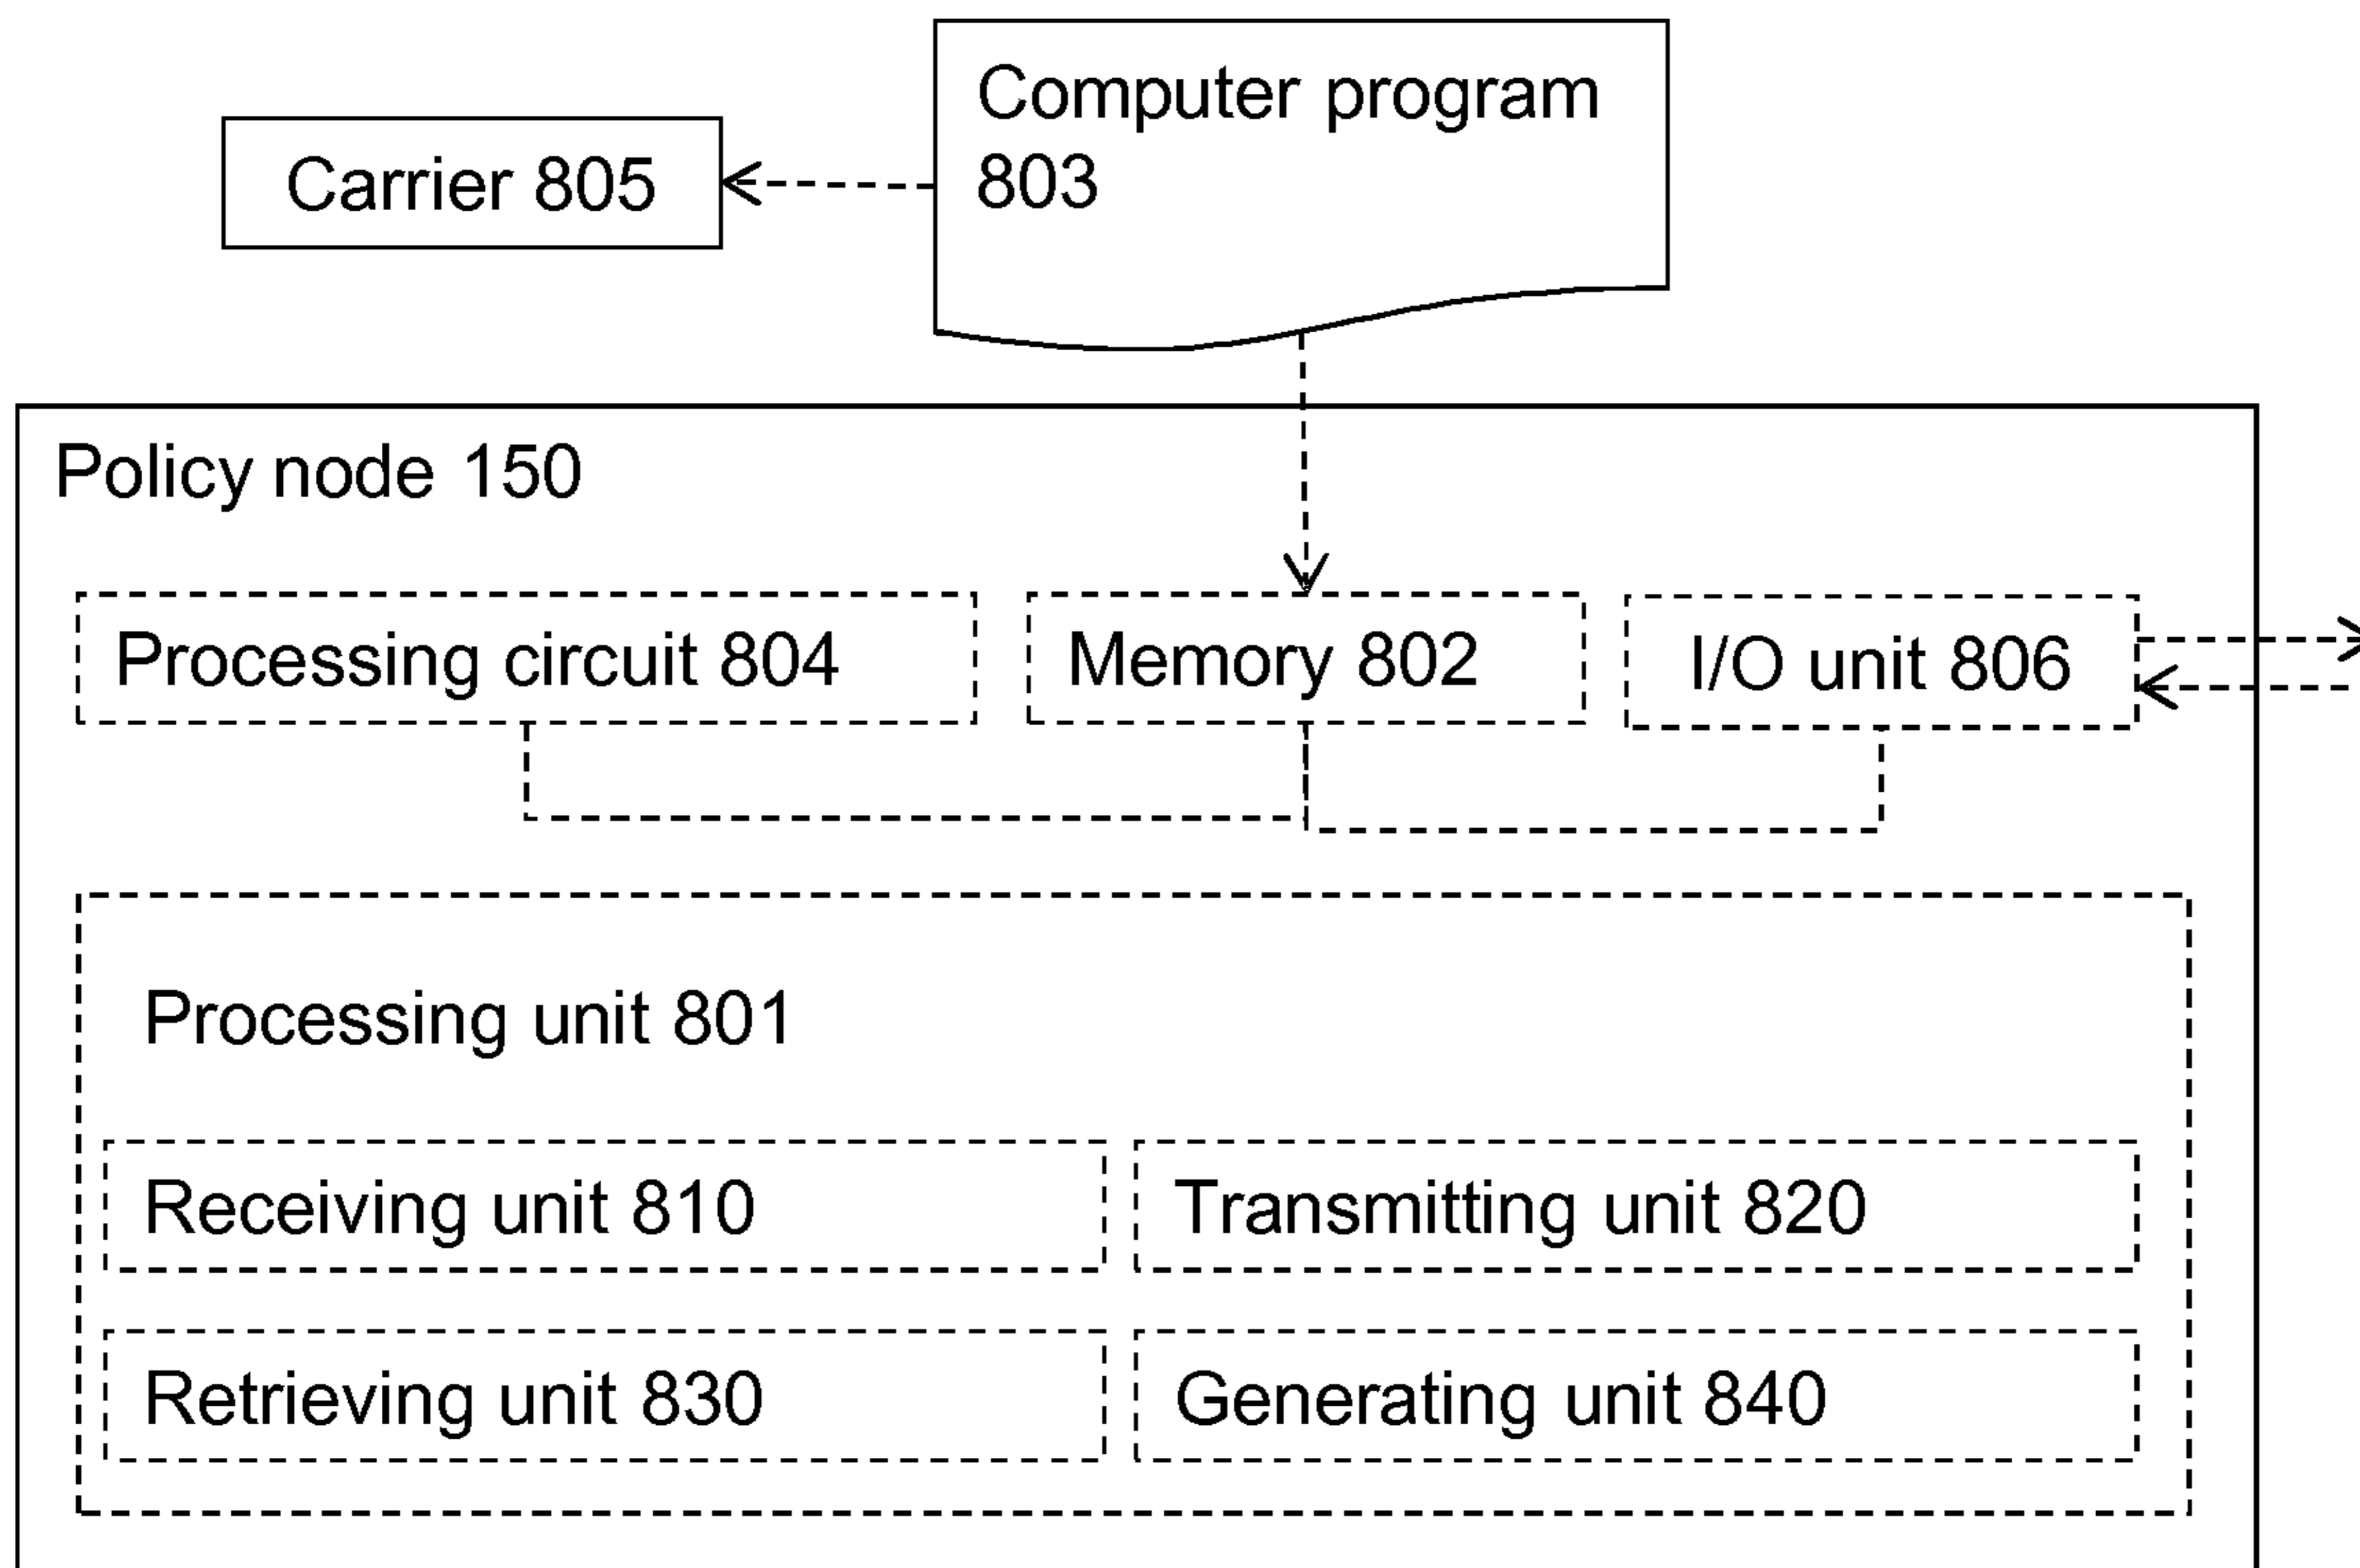 Computer program
803
Carrier 805
Policy node 150
Processing circuit 804
Memory 802
I/O unit 806
Processing unit 801
Receiving unit 810
Transmitting unit 820
Retrieving unit 830
Generating unit 840